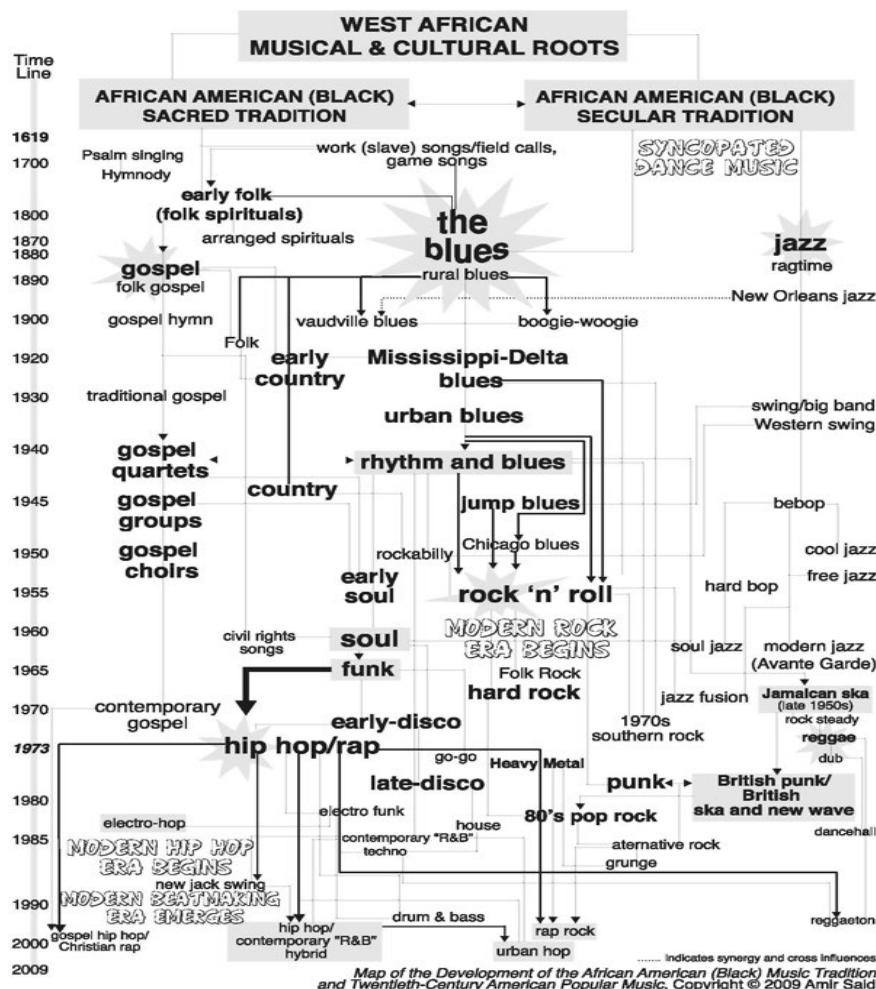 WEST AFRICAN
MUSICAL & CULTURAL ROOTS
Time
Line
AFRICAN AMERICAN (BLACK)
SACRED TRADITION
AFRICAN AMERICAN (BLACK)
SECULAR TRADITION
1619
Psalm singing
Hymnody
work (slave) songs/field calls,
game songs
SYNCOPATED
DANCE MUSIC
1700
early folk
(folk spirituals)
1800
arranged spirituals
the
blues
rural blues
jazz
ragtime
1870
1880
gospel
folk gospel
1890
New Orleans jazz
1900
gospel hymn
vaudville blues
boogie-woogie
Folk
1920
early
country
Mississippi-Delta
blues
1930
traditional gospel
urban blues
swing/big band
Western swing
1940
gospel
quartets
rhythm and blues
country
1945
gospel
groups
jump blues
bebop
1950
gospel
choirs
rockabilly
Chicago blues
cool jazz
early
soul
free jazz
hard bop
1955
rock 'n' roll
1960
civil rights
songs
soul
MODERN ROCK
ERA BEGINS
soul jazz
modern jazz
(Avante Garde)
1965
funk
Folk Rock
hard rock
jazz fusion
Jamaican ska
(late 1950s)
rock steady
1970
contemporary
gospel
early-disco
1970s
southern rock
reggae
dub
1973
hip hop/rap
go-go
Heavy Metal
late-disco
punk
British punk/
British
ska and new wave
1980
electro funk
80's pop rock
electro-hop
house
dancehall
1985
contemporary "R&B"
techno
aternative rock
grunge
MODERN HIP HOP
ERA BEGINS
new jack swing
MODERN BEATMAKING
ERA EMERGES
1990
drum & bass
reggaeton
2000
gospel hip hop/
Christian rap
hip hop/
contemporary "R&B"
hybrid
rap rock
urban hop
2009
........ Indicates synergy and cross influences
Map of the Development of the African American (Black) Music Tradition
and Twentieth-Century American Popular Music. Copyright © 2009 Amir Said